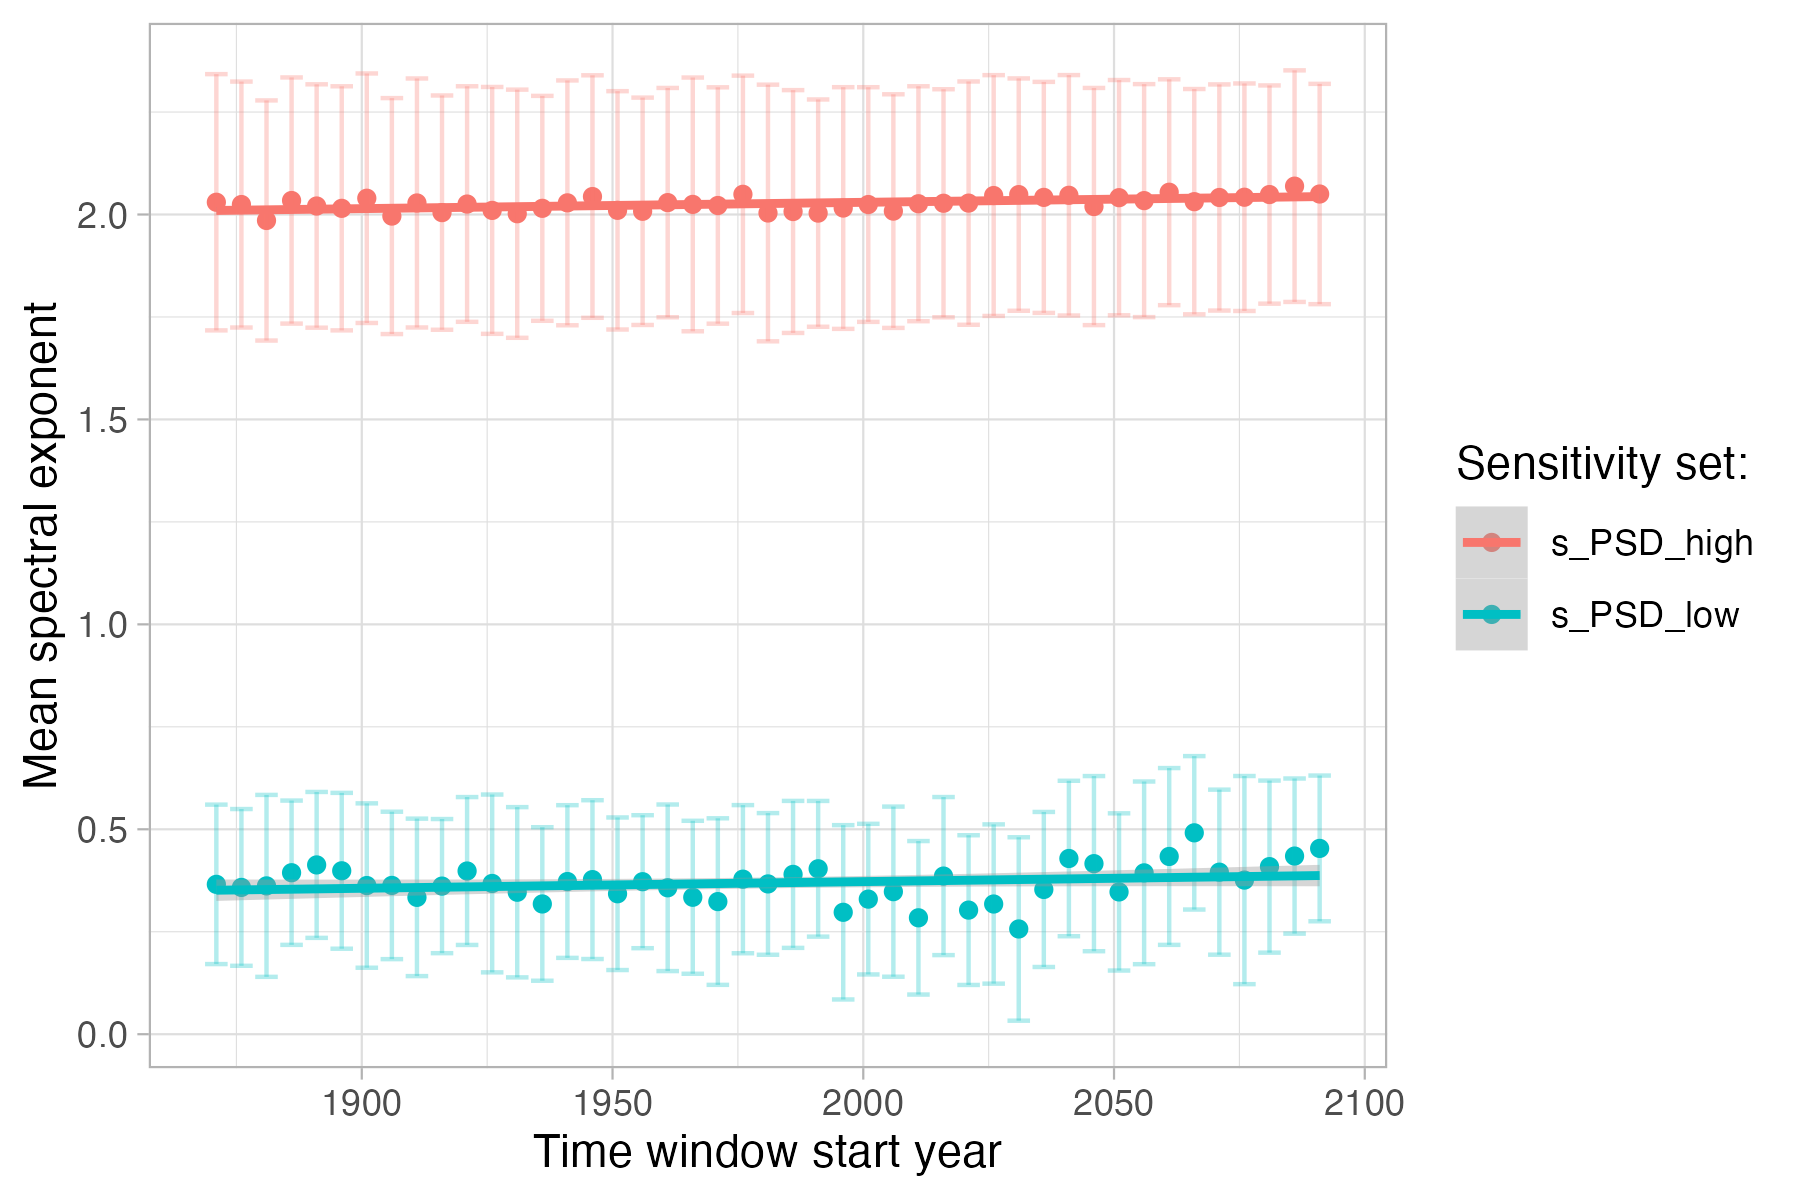 Mean spectral exponent
2.0
1.5
1.0
0.5
0.0
1900 1950 2000 2050 2100
Time window start year
Sensitivity set:
s_PSD_high
s_PSD_low